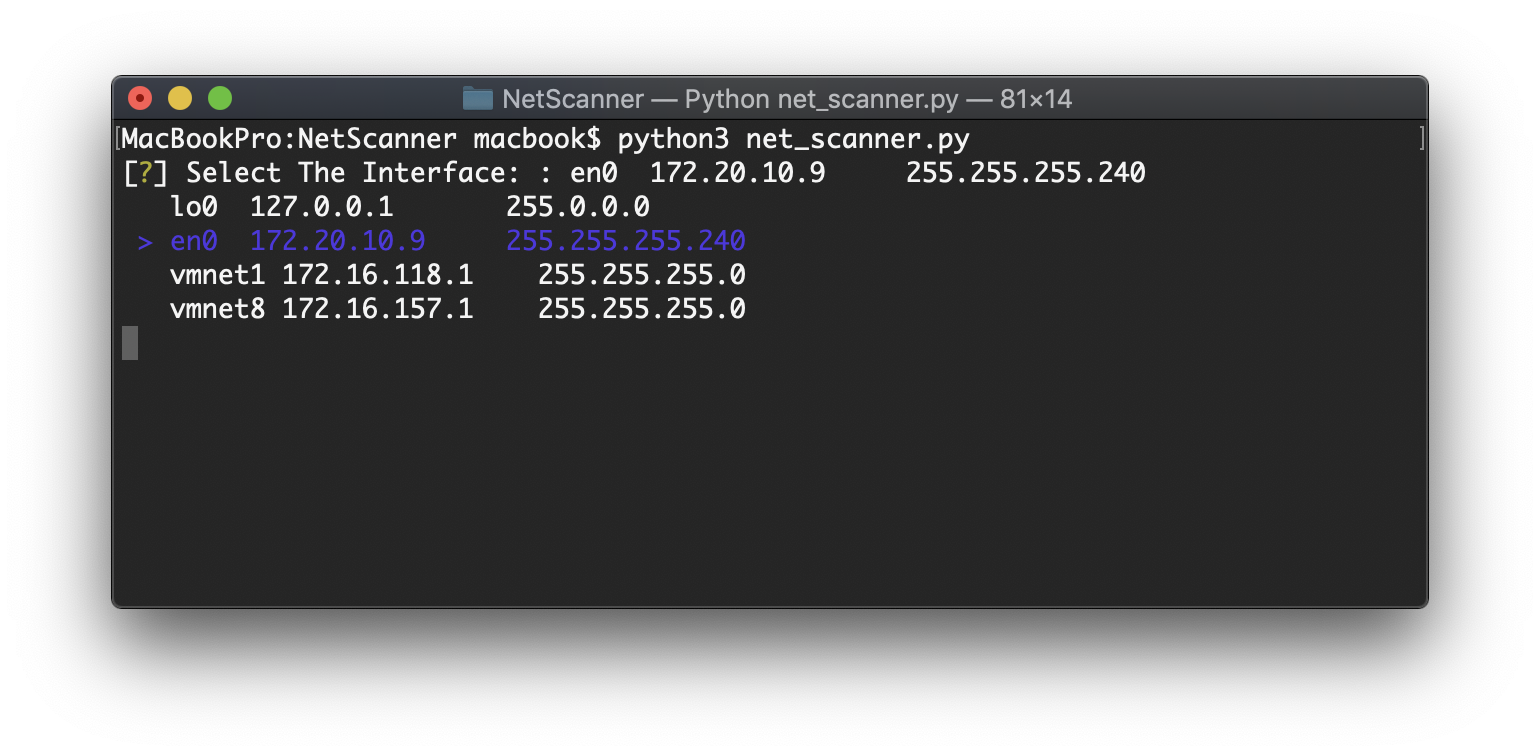 NetScanner — Python net_scanner.py — 81×14
[MacBookPro:NetScanner macbook$ python3 net_scanner.py ]
[?] Select The Interface: : en0  172.20.10.9     255.255.255.240
   lo0  127.0.0.1       255.0.0.0
 > en0  172.20.10.9     255.255.255.240
   vmnet1 172.16.118.1    255.255.255.0
   vmnet8 172.16.157.1    255.255.255.0